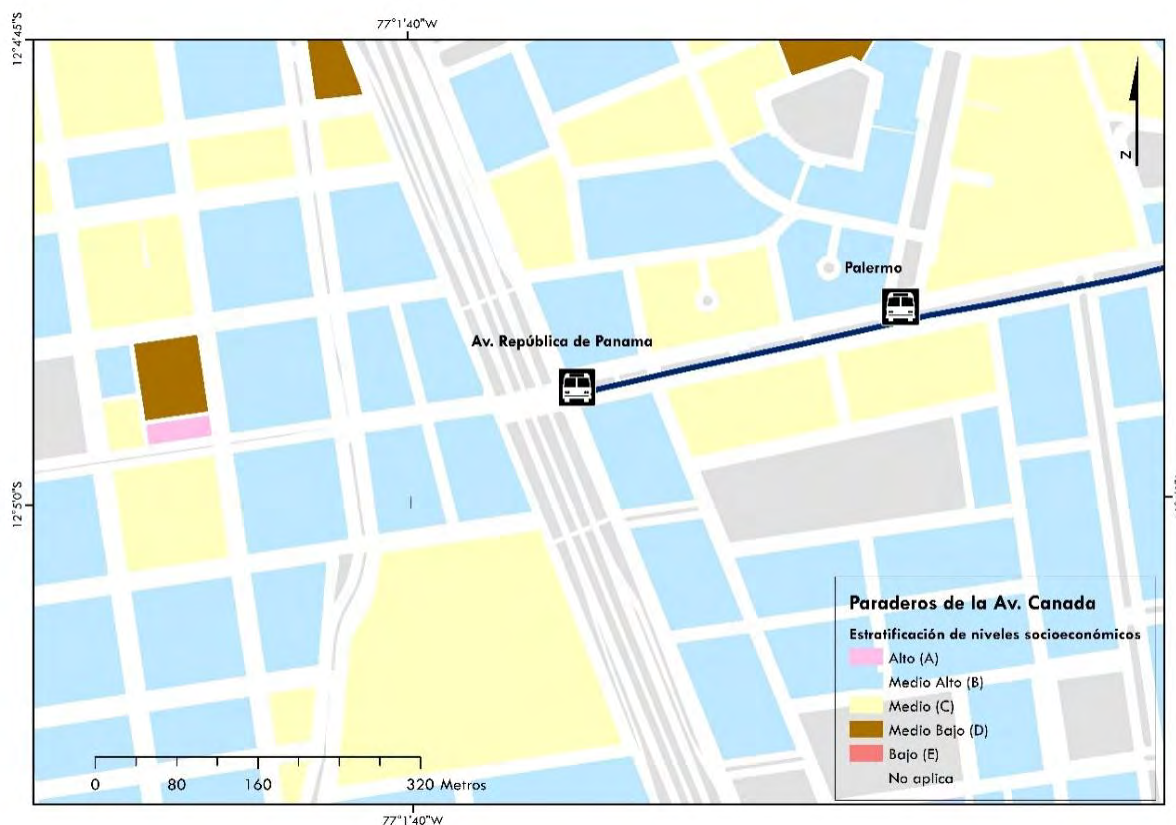 77°1'40"W
12°4'45"S
N
Palermo
Av. República de Panama
12°5'0"S
Paraderos de la Av. Canada
Estratificación de niveles socioeconómicos
Alto (A)
Medio Alto (B)
Medio (C)
Medio Bajo (D)
Bajo (E)
No aplica
0 80 160 320 Metros
77°1'40"W